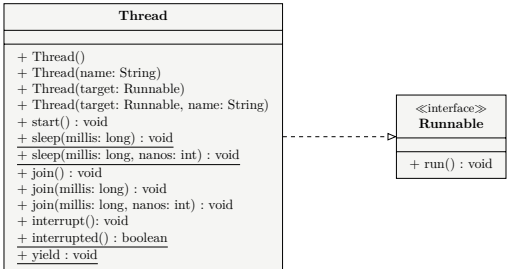 Thread
+ Thread()
+ Thread(name: String)
+ Thread(target: Runnable)
+ Thread(target: Runnable, name: String)
+ start() : void
+ sleep(millis: long) : void
+ sleep(millis: long, nanos: int) : void
+ join() : void
+ join(millis: long) : void
+ join(millis: long, nanos: int) : void
+ interrupt(): void
+ interrupted() : boolean
+ yield : void
≪interface≫
Runnable
+ run() : void